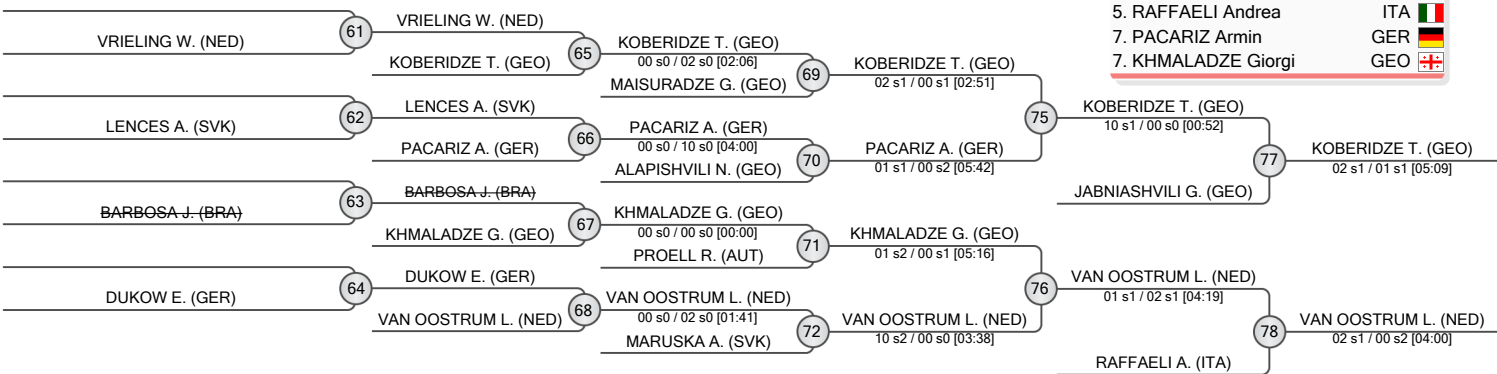 5. RAFFAELI Andrea ITA
7. PACARIZ Armin GER
7. KHMALADZE Giorgi GEO
VRIELING W. (NED)
61
VRIELING W. (NED)
KOBERIDZE T. (GEO)
65
KOBERIDZE T. (GEO)
00 s0 / 02 s0 [02:06]
MAISURADZE G. (GEO)
69
KOBERIDZE T. (GEO)
02 s1 / 00 s1 [02:51]
LENCES A. (SVK)
62
LENCES A. (SVK)
PACARIZ A. (GER)
66
PACARIZ A. (GER)
00 s0 / 10 s0 [04:00]
ALAPISHVILI N. (GEO)
70
PACARIZ A. (GER)
01 s1 / 00 s2 [05:42]
75
KOBERIDZE T. (GEO)
10 s1 / 00 s0 [00:52]
JABNIASHVILI G. (GEO)
77
KOBERIDZE T. (GEO)
02 s1 / 01 s1 [05:09]
BARBOSA J. (BRA)
63
BARBOSA J. (BRA)
KHMALADZE G. (GEO)
67
KHMALADZE G. (GEO)
00 s0 / 00 s0 [00:00]
PROELL R. (AUT)
71
KHMALADZE G. (GEO)
01 s2 / 00 s1 [05:16]
DUKOW E. (GER)
64
DUKOW E. (GER)
VAN OOSTRUM L. (NED)
68
VAN OOSTRUM L. (NED)
00 s0 / 02 s0 [01:41]
MARUSKA A. (SVK)
72
VAN OOSTRUM L. (NED)
10 s2 / 00 s0 [03:38]
76
VAN OOSTRUM L. (NED)
01 s1 / 02 s1 [04:19]
RAFFAELI A. (ITA)
78
VAN OOSTRUM L. (NED)
02 s1 / 00 s2 [04:00]